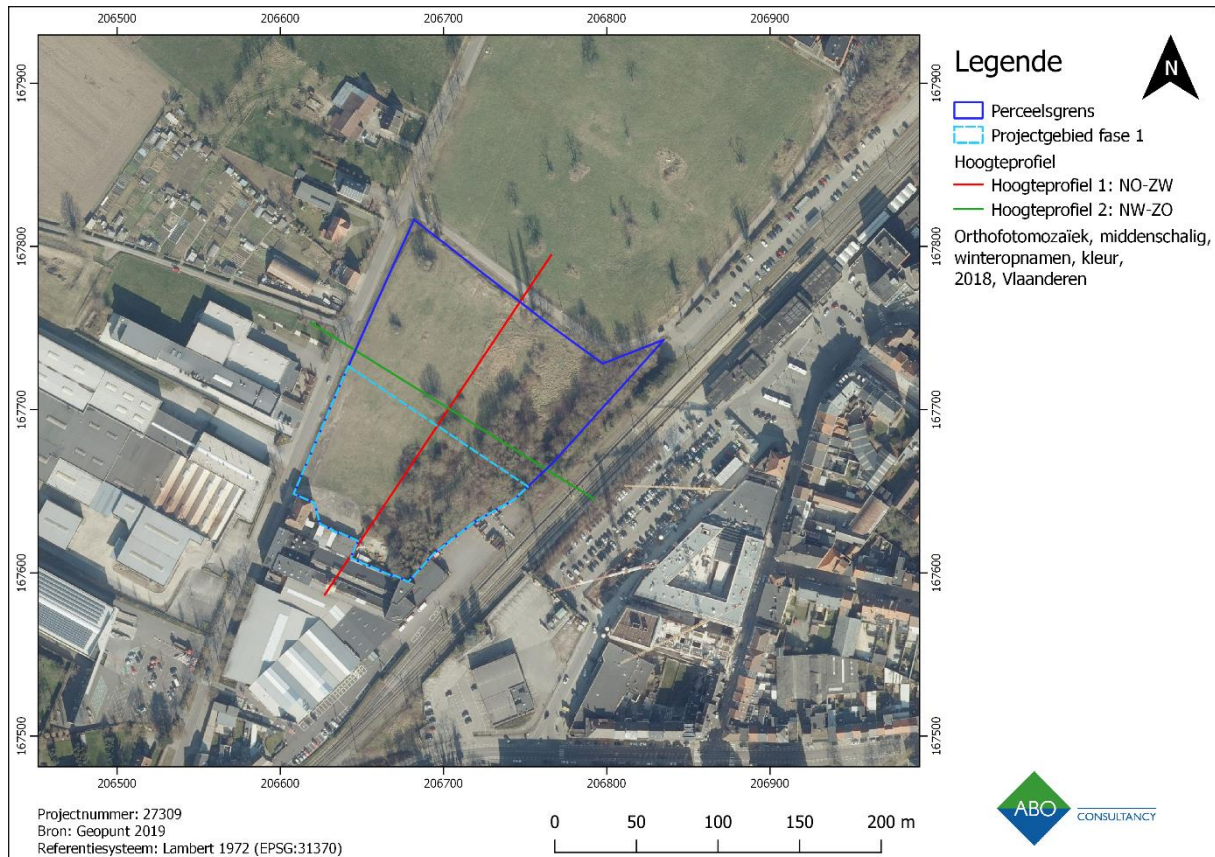 206500 206600 206700 206800 206900
167900
167800
167700
167600
167500
167900
167800
167700
167600
167500
206500 206600 206700 206800 206900
Legende
N
Perceelsgrens
Projectgebied fase 1
Hoogteprofiel
Hoogteprofiel 1: NO-ZW
Hoogteprofiel 2: NW-ZO
Orthofotomozaïek, middenschalig,
winteropnamen, kleur,
2018, Vlaanderen
Projectnummer: 27309
Bron: Geopunt 2019
Referentiesysteem: Lambert 1972 (EPSG:31370)
0 50 100 150 200 m
ABO
CONSULTANCY